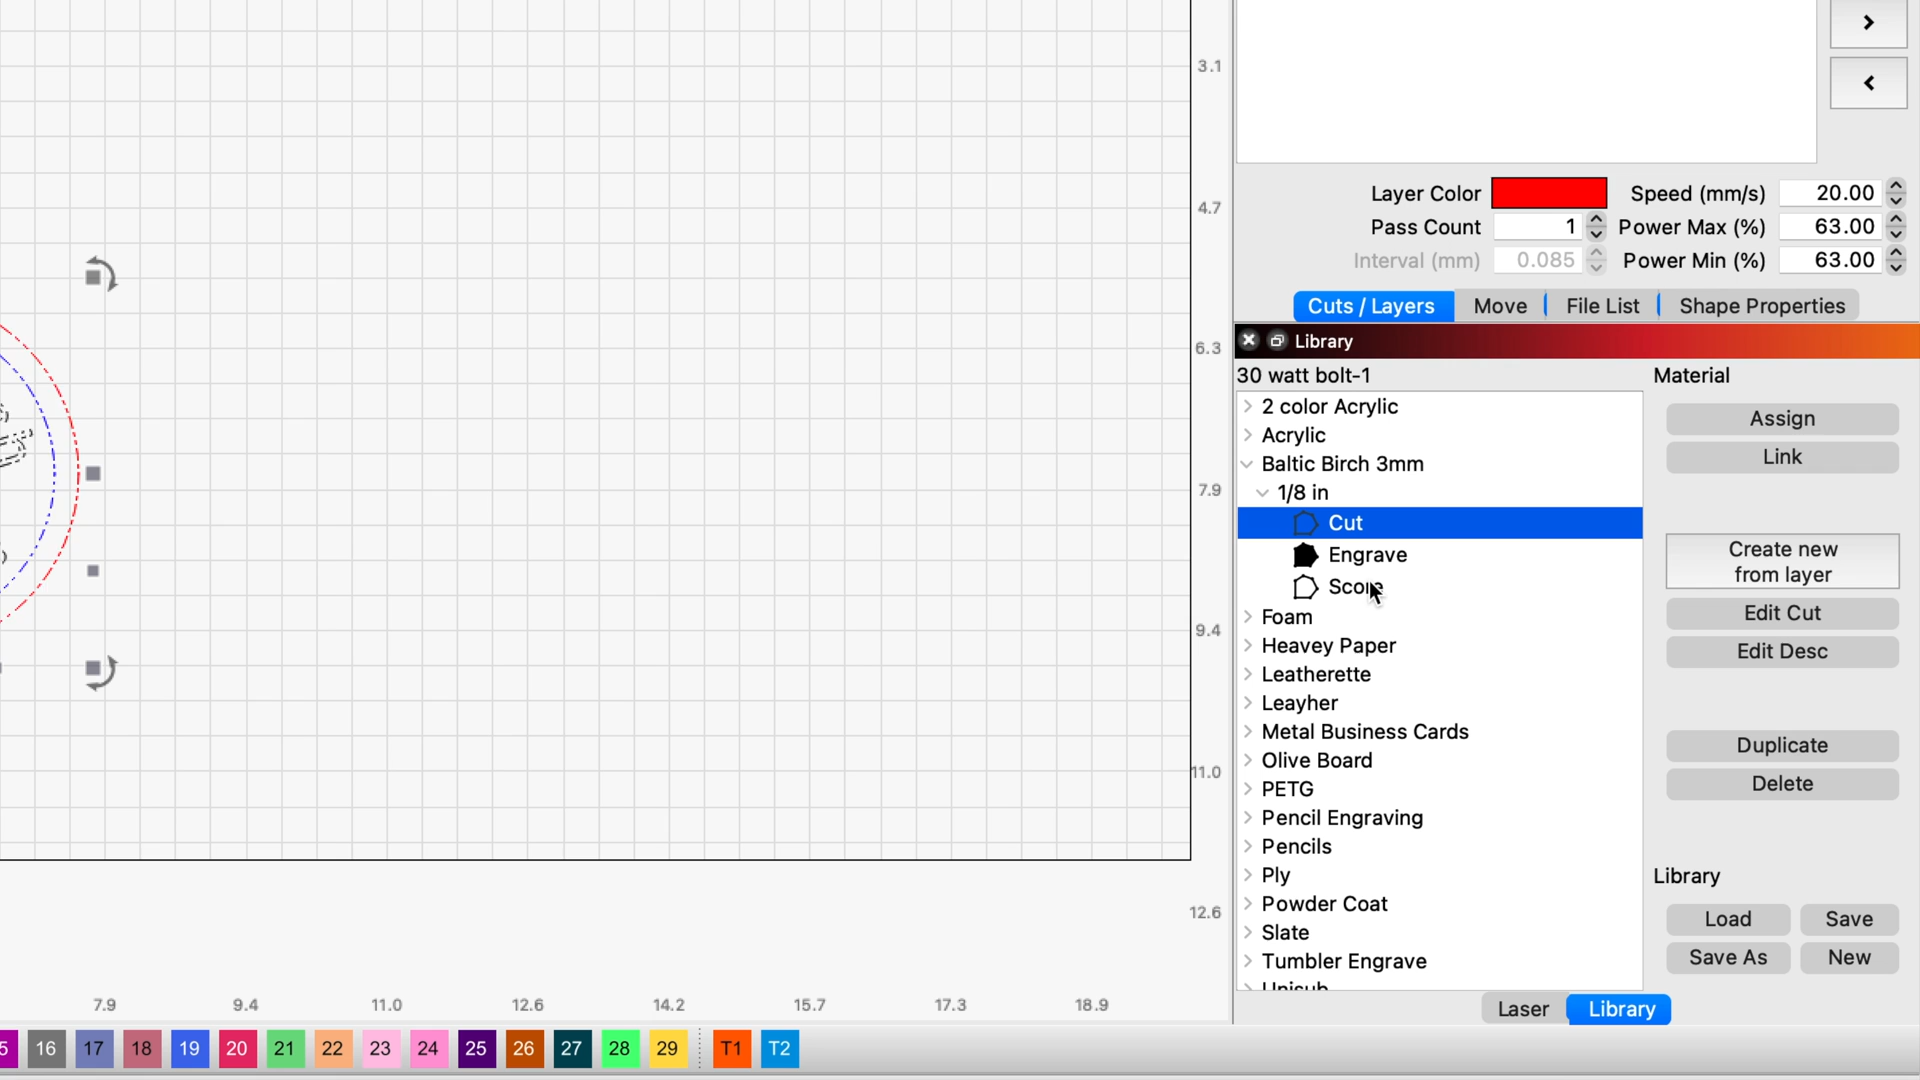 3.1
4.7
6.3
7.9
9.4
11.0
12.6
7.9 9.4 11.0 12.6 14.2 15.7 17.3 18.9
>
<
Layer Color Speed (mm/s) 20.00
Pass Count 1 Power Max (%) 63.00
Interval (mm) 0.085 Power Min (%) 63.00
Cuts / Layers Move File List Shape Properties
Library
30 watt bolt-1
2 color Acrylic
Acrylic
Baltic Birch 3mm
1/8 in
Cut
Engrave
Score
Foam
Heavey Paper
Leatherette
Leayher
Metal Business Cards
Olive Board
PETG
Pencil Engraving
Pencils
Ply
Powder Coat
Slate
Tumbler Engrave
Material
Assign
Link
Create new
from layer
Edit Cut
Edit Desc
Duplicate
Delete
Library
Load Save
Save As New
Laser Library
5 16 17 18 19 20 21 22 23 24 25 26 27 28 29 T1 T2